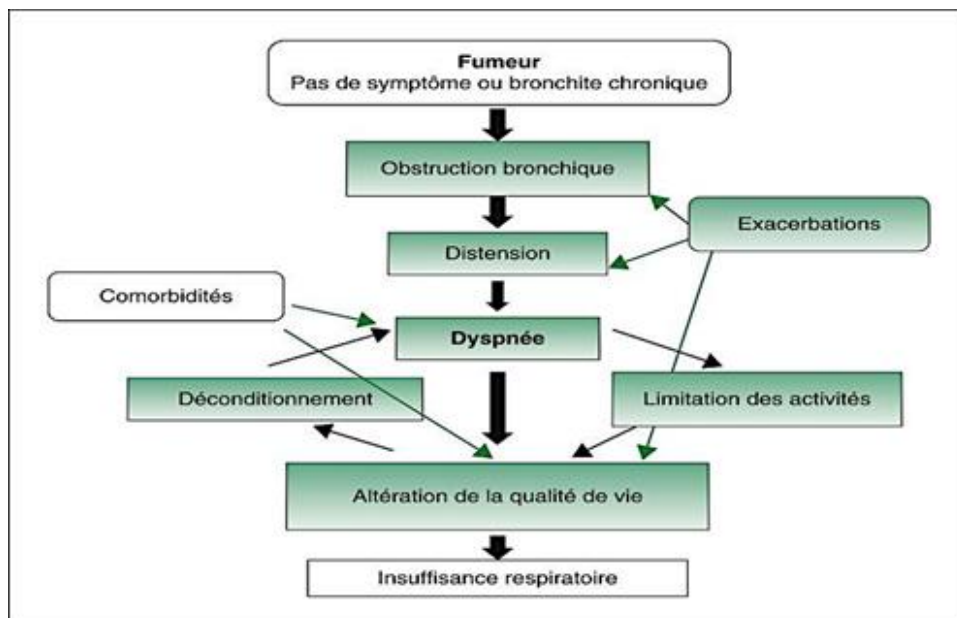 Fumeur
Pas de symptôme ou bronchite chronique
Obstruction bronchique
Exacerbations
Distension
Comorbidités
Dyspnée
Déconditionnement
Limitation des activités
Altération de la qualité de vie
Insuffisance respiratoire